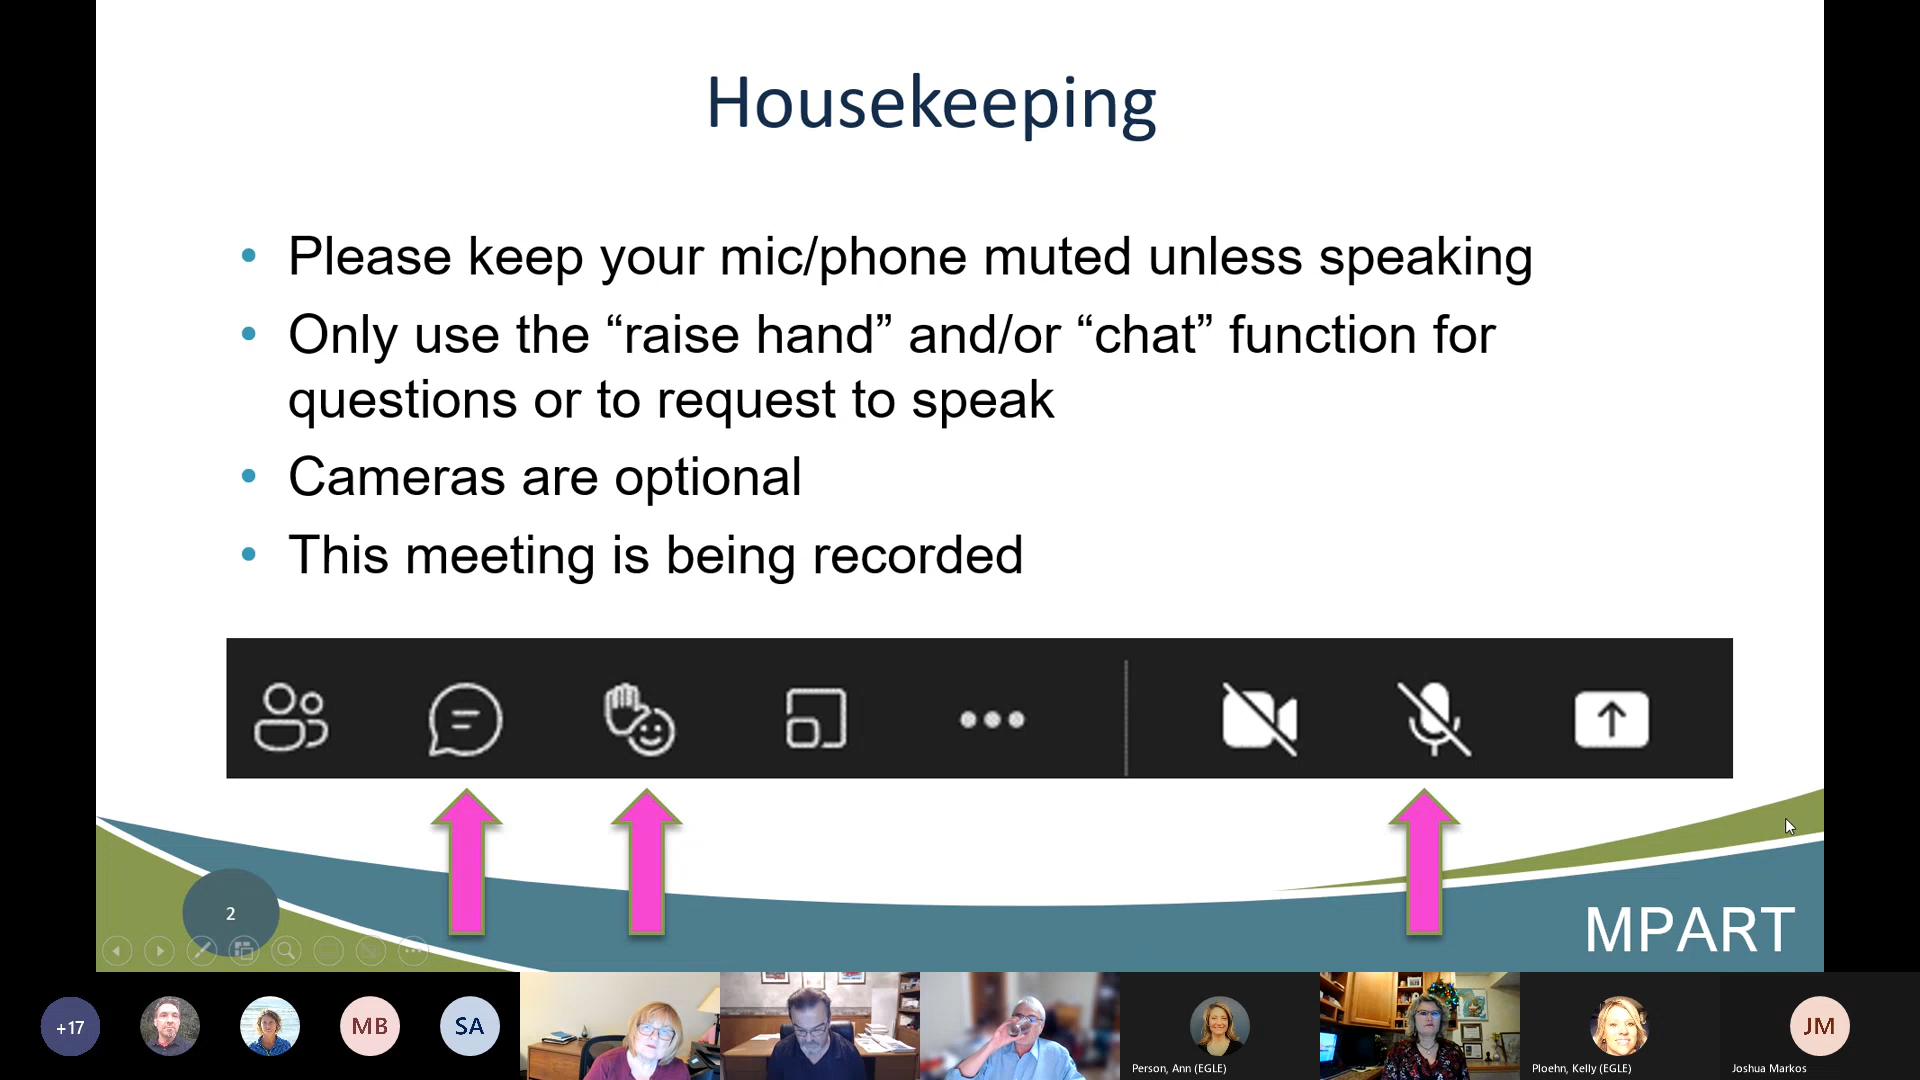 Housekeeping
• Please keep your mic/phone muted unless speaking
• Only use the “raise hand” and/or “chat” function for
questions or to request to speak
• Cameras are optional
• This meeting is being recorded
2
MPART
+17
MB
SA
Person, Ann (EGLE)
Ploehn, Kelly (EGLE)
JM
Joshua Markos